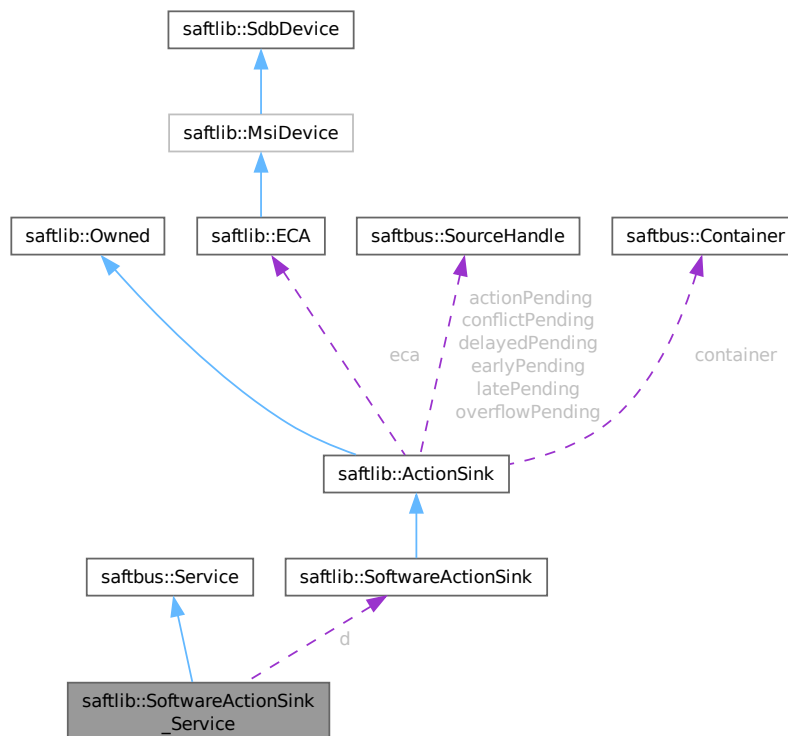 saftlib::SdbDevice
saftlib::MsiDevice
saftlib::Owned
saftlib::ECA
saftbus::SourceHandle
saftbus::Container
actionPending
conflictPending
delayedPending
earlyPending
latePending
overflowPending
eca
container
saftlib::ActionSink
saftbus::Service
saftlib::SoftwareActionSink
d
saftlib::SoftwareActionSink
_Service